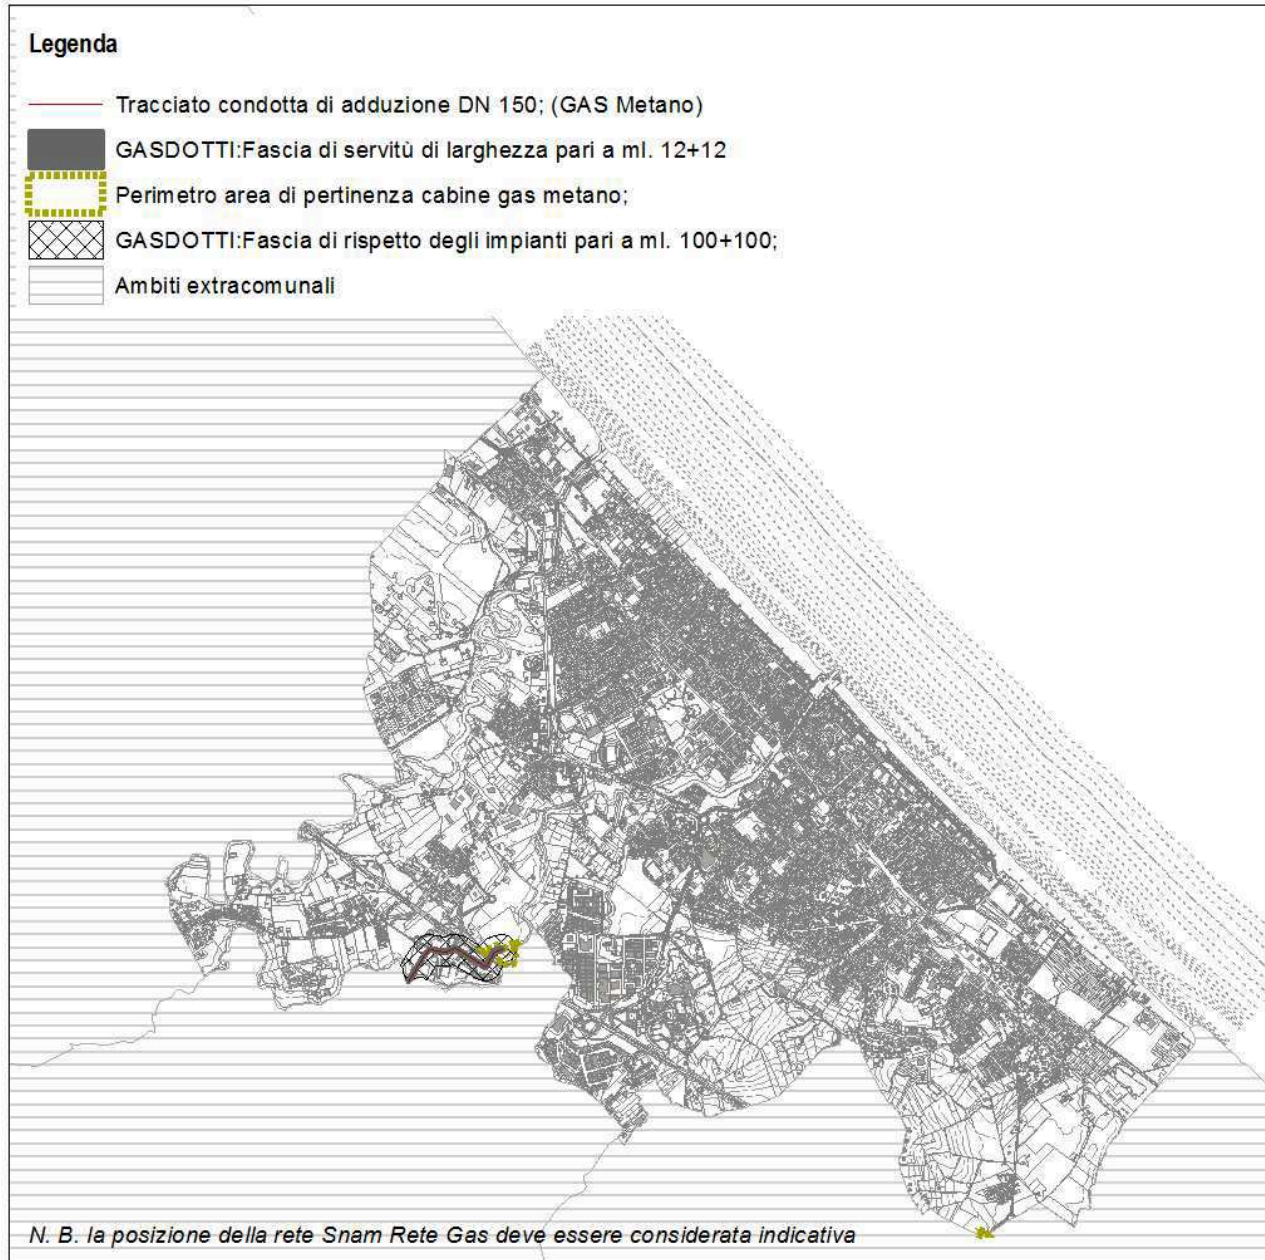 Legenda
Tracciato condotta di adduzione DN 150; (GAS Metano)
GASDOTTI:Fascia di servitù di larghezza pari a ml. 12+12
Perimetro area di pertinenza cabine gas metano;
GASDOTTI:Fascia di rispetto degli impianti pari a ml. 100+100;
Ambiti extracomunali
N. B. la posizione della rete Snam Rete Gas deve essere considerata indicativa